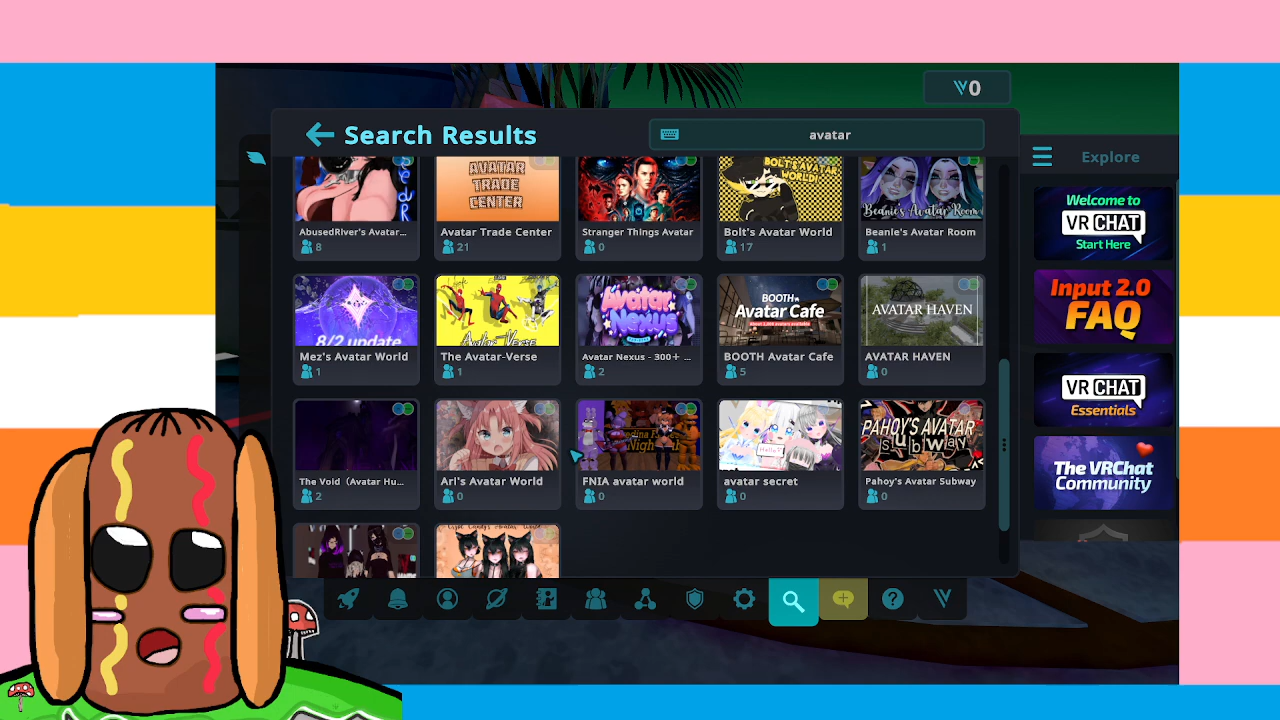 V0
Search Results
avatar
AVATAR
TRADE
CENTER
BOLT'S AVATAR
WORLD!
Beanie's Avatar Room
AbusedRiver's Avatar...
8
Avatar Trade Center
21
Stranger Things Avatar
0
Bolt's Avatar World
17
Beanie's Avatar Room
1
8/2 update
Avatar Verse
Avatar
Nexus
BOOTH
Avatar Cafe
AVATAR HAVEN
Mez's Avatar World
1
The Avatar-Verse
1
Avatar Nexus - 300+ ...
2
BOOTH Avatar Cafe
5
AVATAR HAVEN
0
PAHOY'S AVATAR
SUBWAY
The Void (Avatar Hu...
2
Ari's Avatar World
0
FNIA avatar world
0
avatar secret
0
Pahoy's Avatar Subway
0
Explore
Welcome to
VRCHAT
Start Here
Input 2.0
FAQ
VRCHAT
Essentials
The VRChat
Community